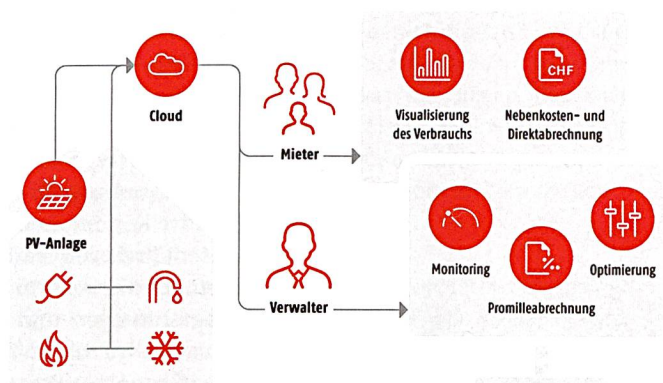 Cloud
CHF
Visualisierung
des Verbrauchs
Nebenkosten- und
Direktabrechnung
Mieter
PV-Anlage
Monitoring
Optimierung
Promilleabrechnung
Verwalter